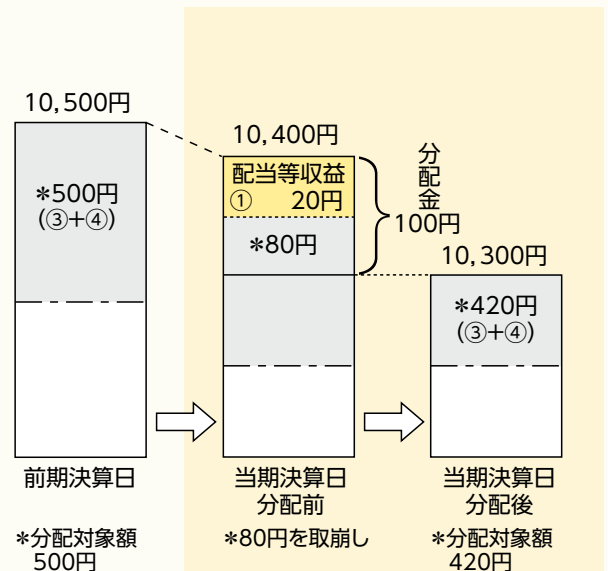 10,500円
*500円
(③+④)
前期決算日
*分配対象額
500円
10,400円
配当等収益
① 20円
*80円
分配金
100円
当期決算日
分配前
*80円を取崩し
10,300円
*420円
(③+④)
当期決算日
分配後
*分配対象額
420円